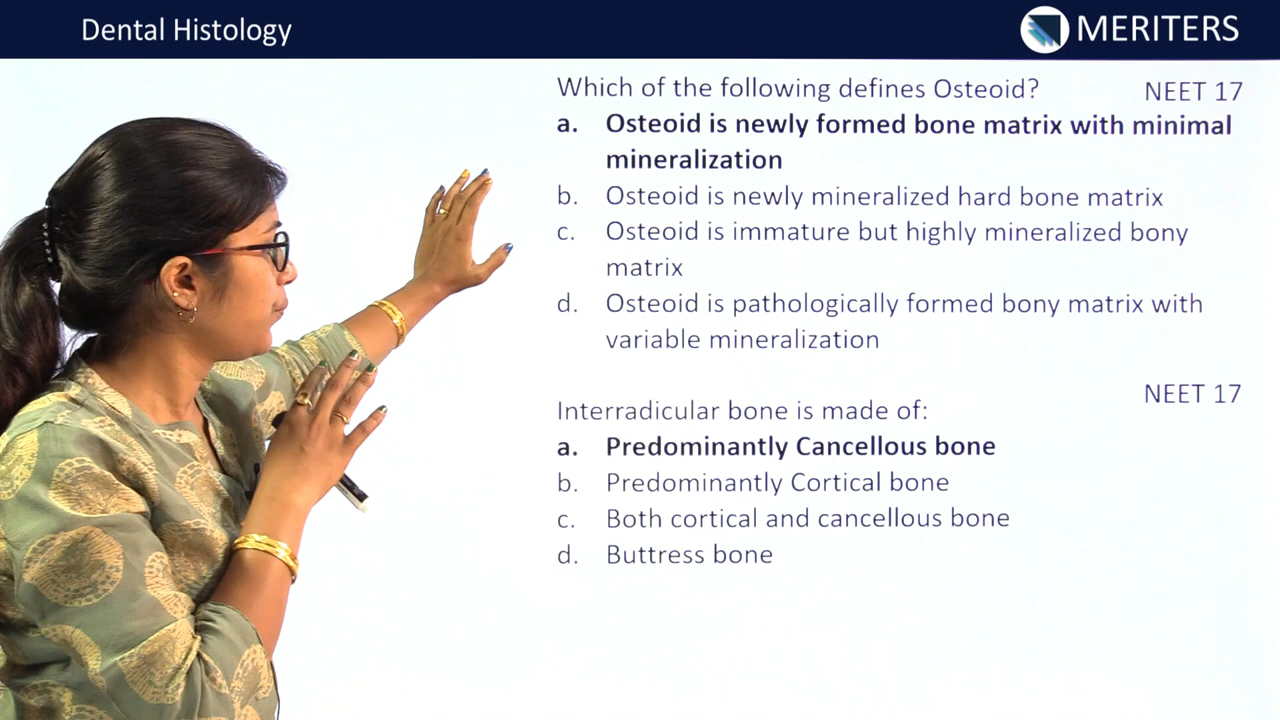 Dental Histology
MERITERS
Which of the following defines Osteoid?
NEET 17
a. Osteoid is newly formed bone matrix with minimal
mineralization
b. Osteoid is newly mineralized hard bone matrix
c. Osteoid is immature but highly mineralized bony
matrix
d. Osteoid is pathologically formed bony matrix with
variable mineralization
NEET 17
Interradicular bone is made of:
a. Predominantly Cancellous bone
b. Predominantly Cortical bone
c. Both cortical and cancellous bone
d. Buttress bone